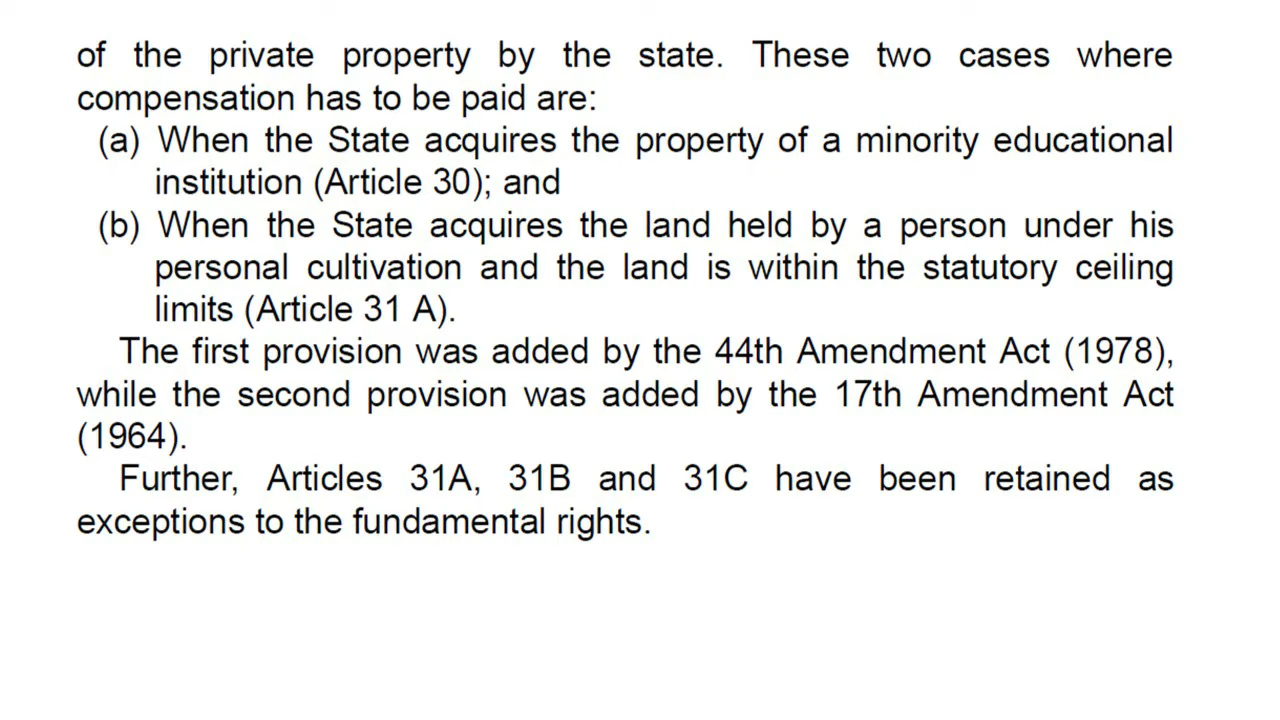 of the private property by the state. These two cases where
compensation has to be paid are:
(a) When the State acquires the property of a minority educational
institution (Article 30); and
(b) When the State acquires the land held by a person under his
personal cultivation and the land is within the statutory ceiling
limits (Article 31 A).
The first provision was added by the 44th Amendment Act (1978),
while the second provision was added by the 17th Amendment Act
(1964).
Further, Articles 31A, 31B and 31C have been retained as
exceptions to the fundamental rights.